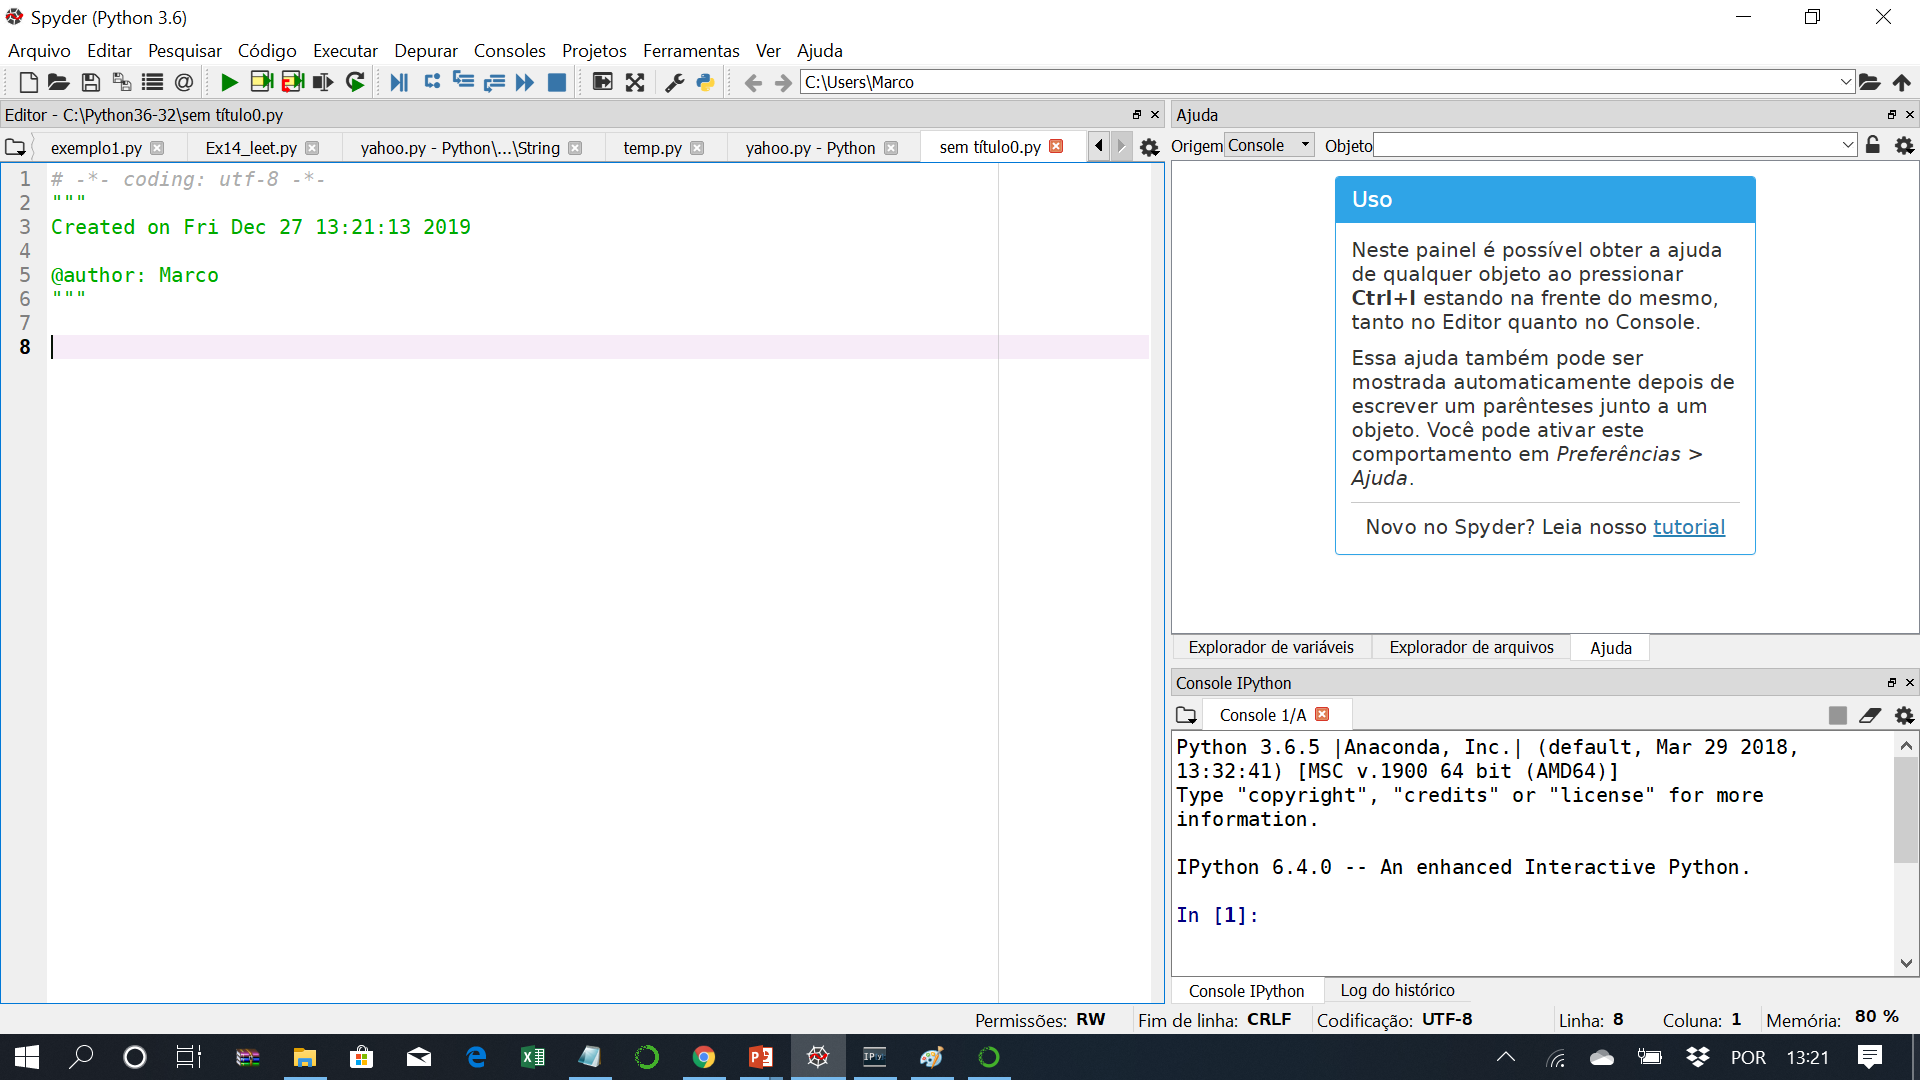 Spyder (Python 3.6)
Arquivo Editar Pesquisar Código Executar Depurar Consoles Projetos Ferramentas Ver Ajuda
C:\Users\Marco
Editor - C:\Python36-32\sem título0.py
exemplo1.py Ex14_leet.py yahoo.py - Python\...\String temp.py yahoo.py - Python sem título0.py
1 # -*- coding: utf-8 -*-
2 """
3 Created on Fri Dec 27 13:21:13 2019
4
5 @author: Marco
6 """
7
8
Ajuda
Origem Console Objeto
Uso
Neste painel é possível obter a ajuda
de qualquer objeto ao pressionar
Ctrl+I estando na frente do mesmo,
tanto no Editor quanto no Console.
Essa ajuda também pode ser
mostrada automaticamente depois de
escrever um parênteses junto a um
objeto. Você pode ativar este
comportamento em Preferências >
Ajuda.
Novo no Spyder? Leia nosso tutorial
Explorador de variáveis Explorador de arquivos Ajuda
Console IPython
Console 1/A
Python 3.6.5 |Anaconda, Inc.| (default, Mar 29 2018,
13:32:41) [MSC v.1900 64 bit (AMD64)]
Type "copyright", "credits" or "license" for more
information.
IPython 6.4.0 -- An enhanced Interactive Python.
In [1]:
Console IPython Log do histórico
Permissões: RW Fim de linha: CRLF Codificação: UTF-8 Linha: 8 Coluna: 1 Memória: 80 %
POR 13:21